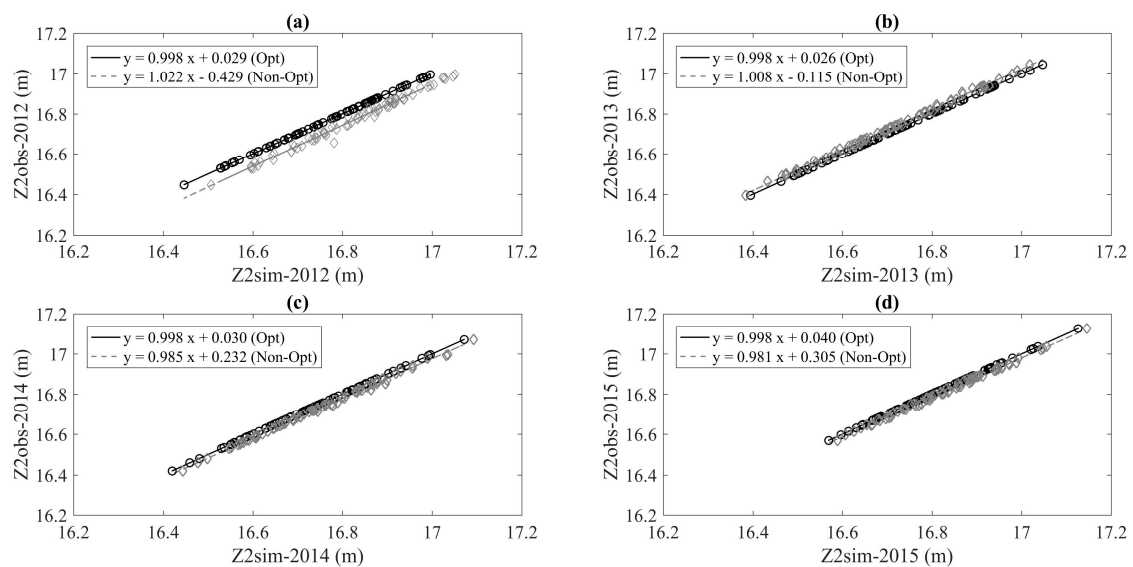 (a)
17.2
17
16.8
16.6
16.4
16.2
Z2obs-2012 (m)
y = 0.998 x + 0.029 (Opt)
y = 1.022 x - 0.429 (Non-Opt)
16.2 16.4 16.6 16.8 17 17.2
Z2sim-2012 (m)
(b)
17.2
17
16.8
16.6
16.4
16.2
Z2obs-2013 (m)
y = 0.998 x + 0.026 (Opt)
y = 1.008 x - 0.115 (Non-Opt)
16.2 16.4 16.6 16.8 17 17.2
Z2sim-2013 (m)
(c)
17.2
17
16.8
16.6
16.4
16.2
Z2obs-2014 (m)
y = 0.998 x + 0.030 (Opt)
y = 0.985 x + 0.232 (Non-Opt)
16.2 16.4 16.6 16.8 17 17.2
Z2sim-2014 (m)
(d)
17.2
17
16.8
16.6
16.4
16.2
Z2obs-2015 (m)
y = 0.998 x + 0.040 (Opt)
y = 0.981 x + 0.305 (Non-Opt)
16.2 16.4 16.6 16.8 17 17.2
Z2sim-2015 (m)